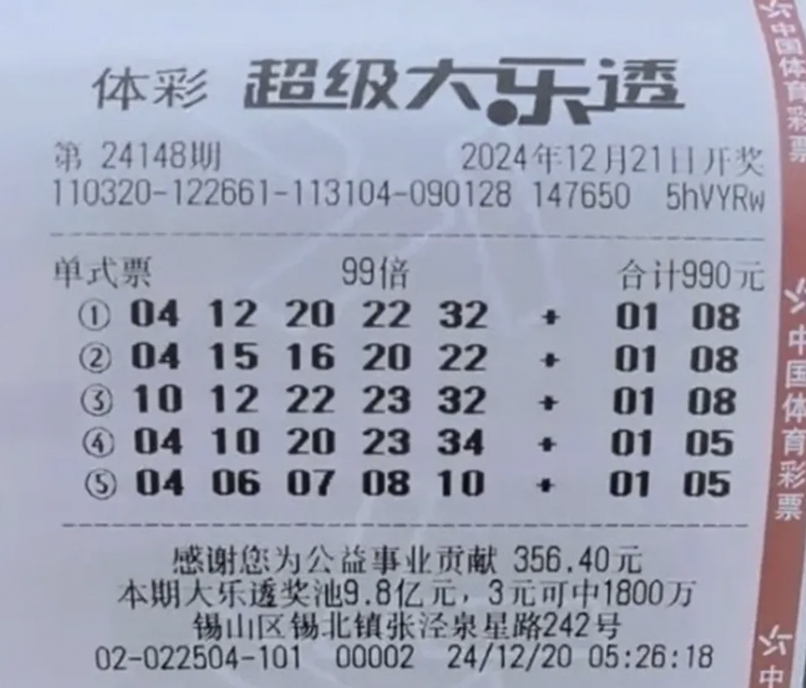 体彩 超级大乐透
第 24148期 2024年12月21日开奖
110320-122661-113104-090128 147650 5hVYRw
单式票 99倍 合计990元
① 04 12 20 22 32 + 01 08
② 04 15 16 20 22 + 01 08
③ 10 12 22 23 32 + 01 08
④ 04 10 20 23 34 + 01 05
⑤ 04 06 07 08 10 + 01 05
感谢您为公益事业贡献 356.40元
本期大乐透奖池9.8亿元，3元可中1800万
锡山区锡北镇张泾泉星路242号
02-022504-101 00002 24/12/20 05:26:18
中国体育彩票
中国体育彩票
中